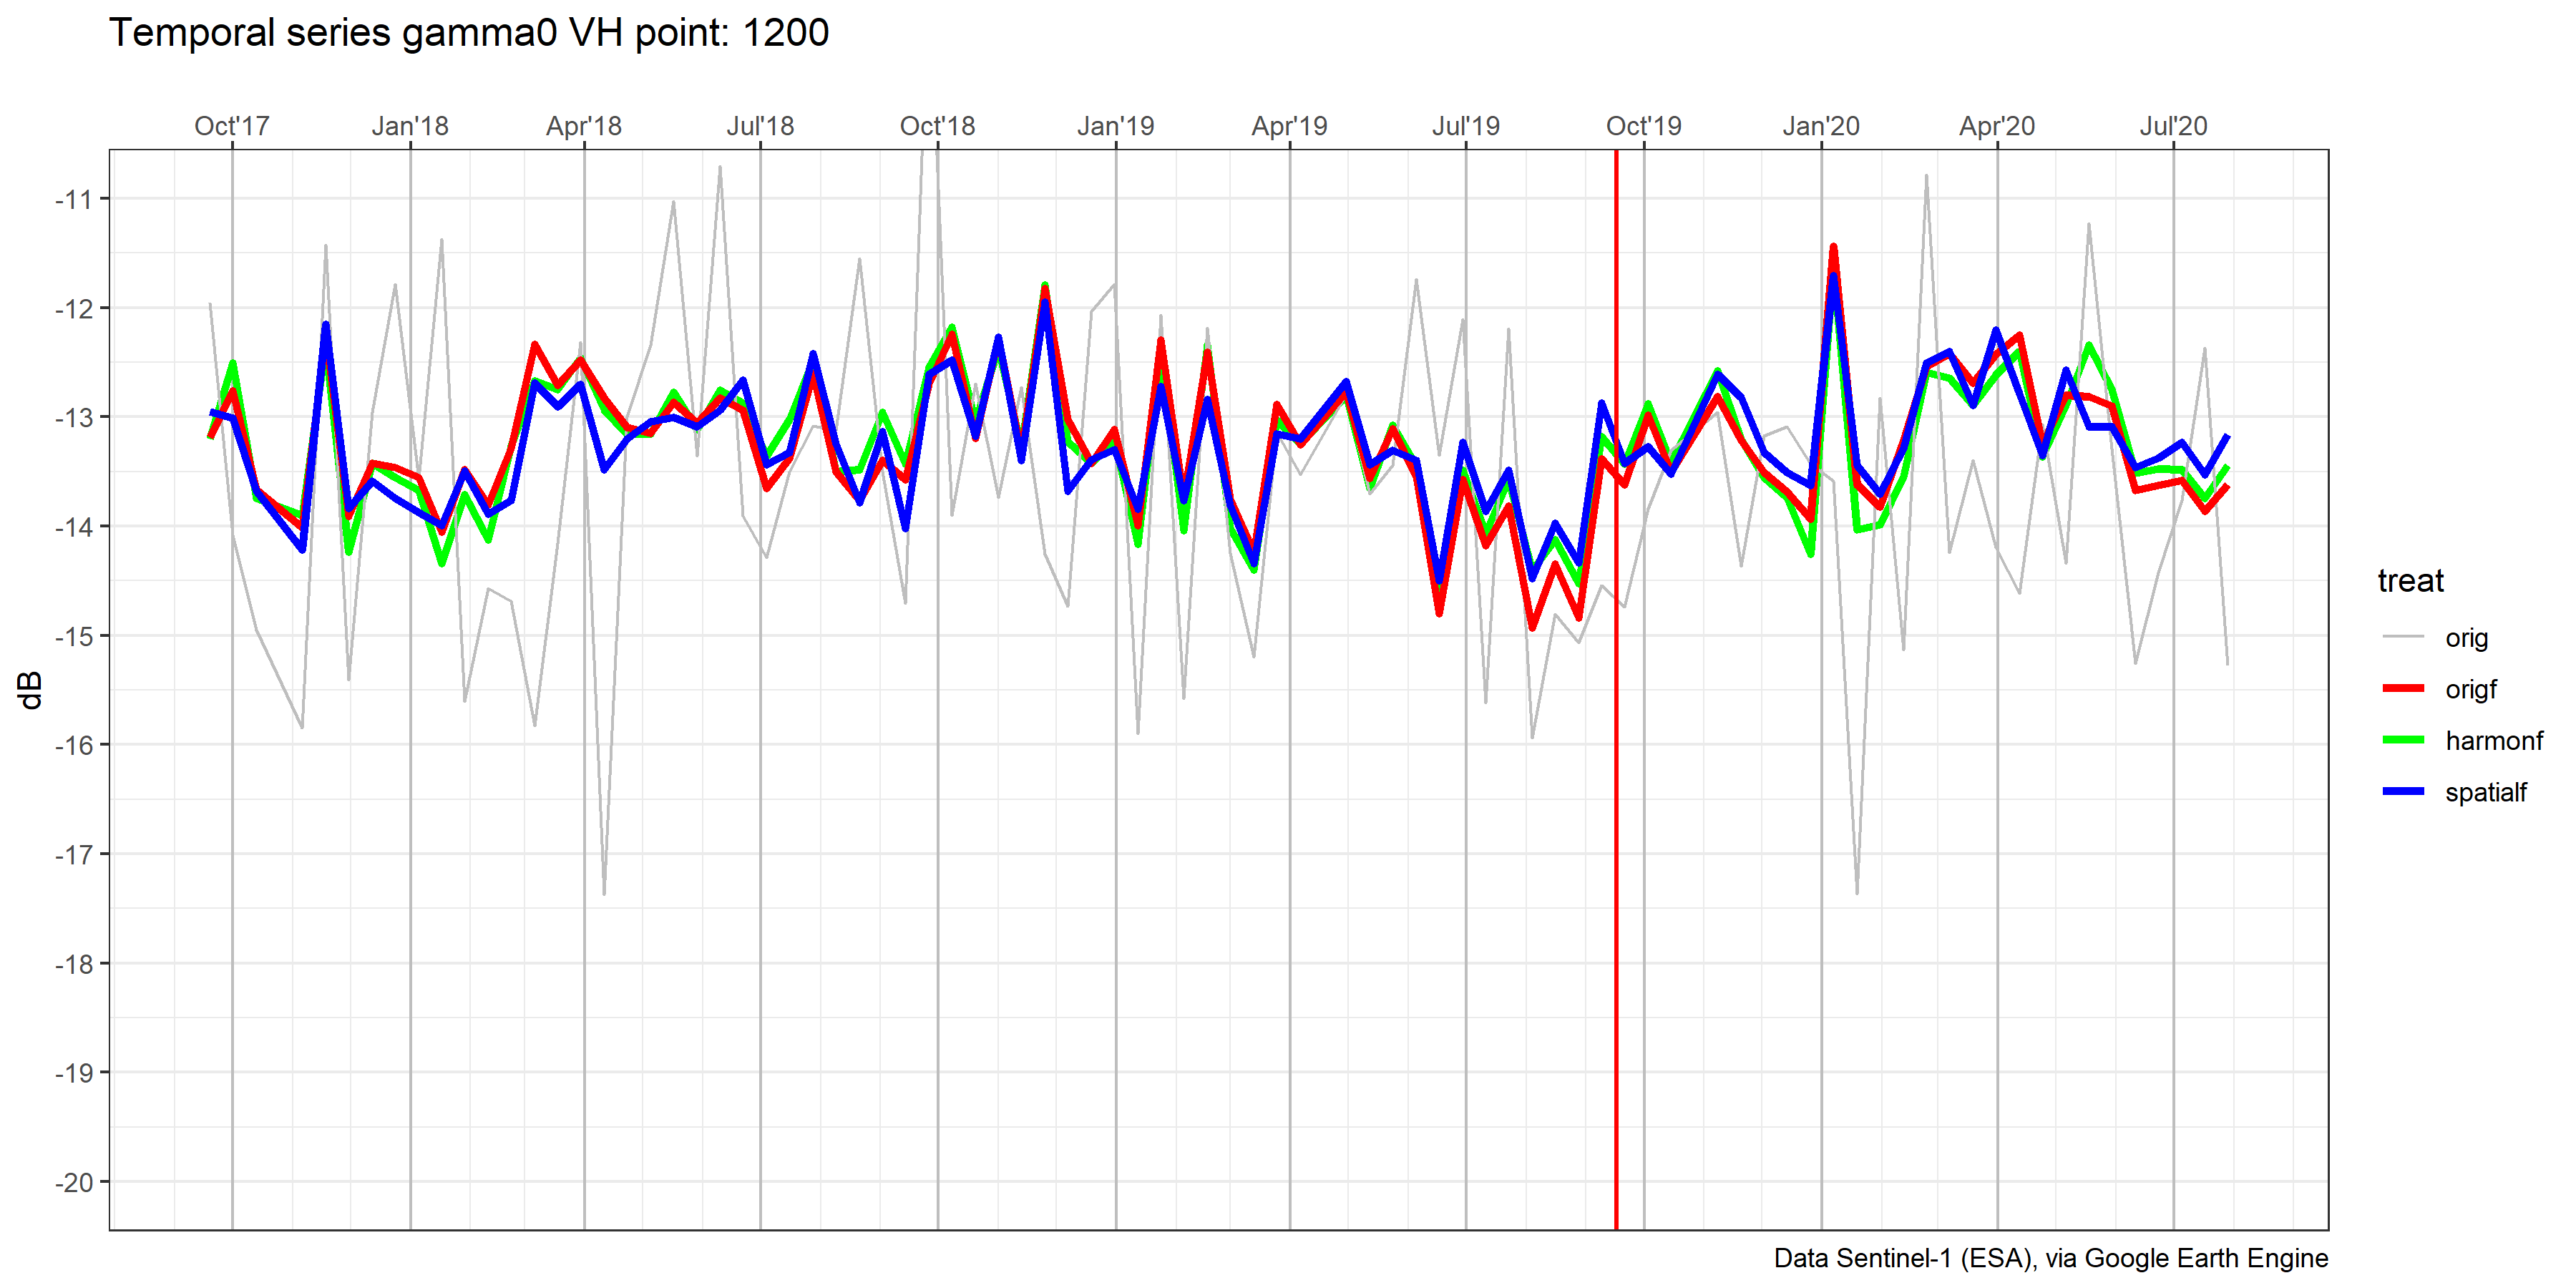 Temporal series gamma0 VH point: 1200
Oct'17 Jan'18 Apr'18 Jul'18 Oct'18 Jan'19 Apr'19 Jul'19 Oct'19 Jan'20 Apr'20 Jul'20
-11
-12
-13
-14
-15
-16
-17
-18
-19
-20
dB
treat
orig
origf
harmonf
spatialf
Data Sentinel-1 (ESA), via Google Earth Engine